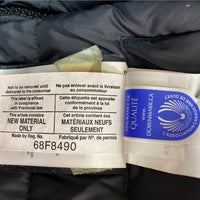 Not to be removed until delivered to the consumer
This label is affixed in compliance with Provincial law
This article contains
NEW MATERIAL ONLY
Made by Reg. No.
Ne pas enlever avant livraison au consommateur
Cette étiquette est apposée conformément à la loi de la province
Cet article contient des
MATÉRIAUX NEUFS SEULEMENT
Fabriqué par N° de permis
68F8490
QUALITÉ
DOWNMARK.CA